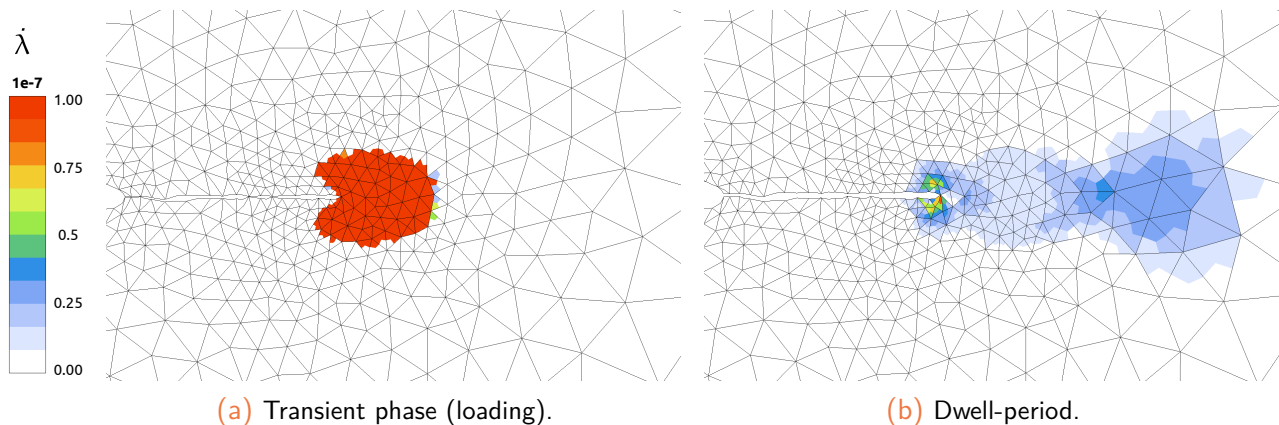 λ̇
1e-7
1.00
0.75
0.5
0.25
0.00
(a) Transient phase (loading).
(b) Dwell-period.